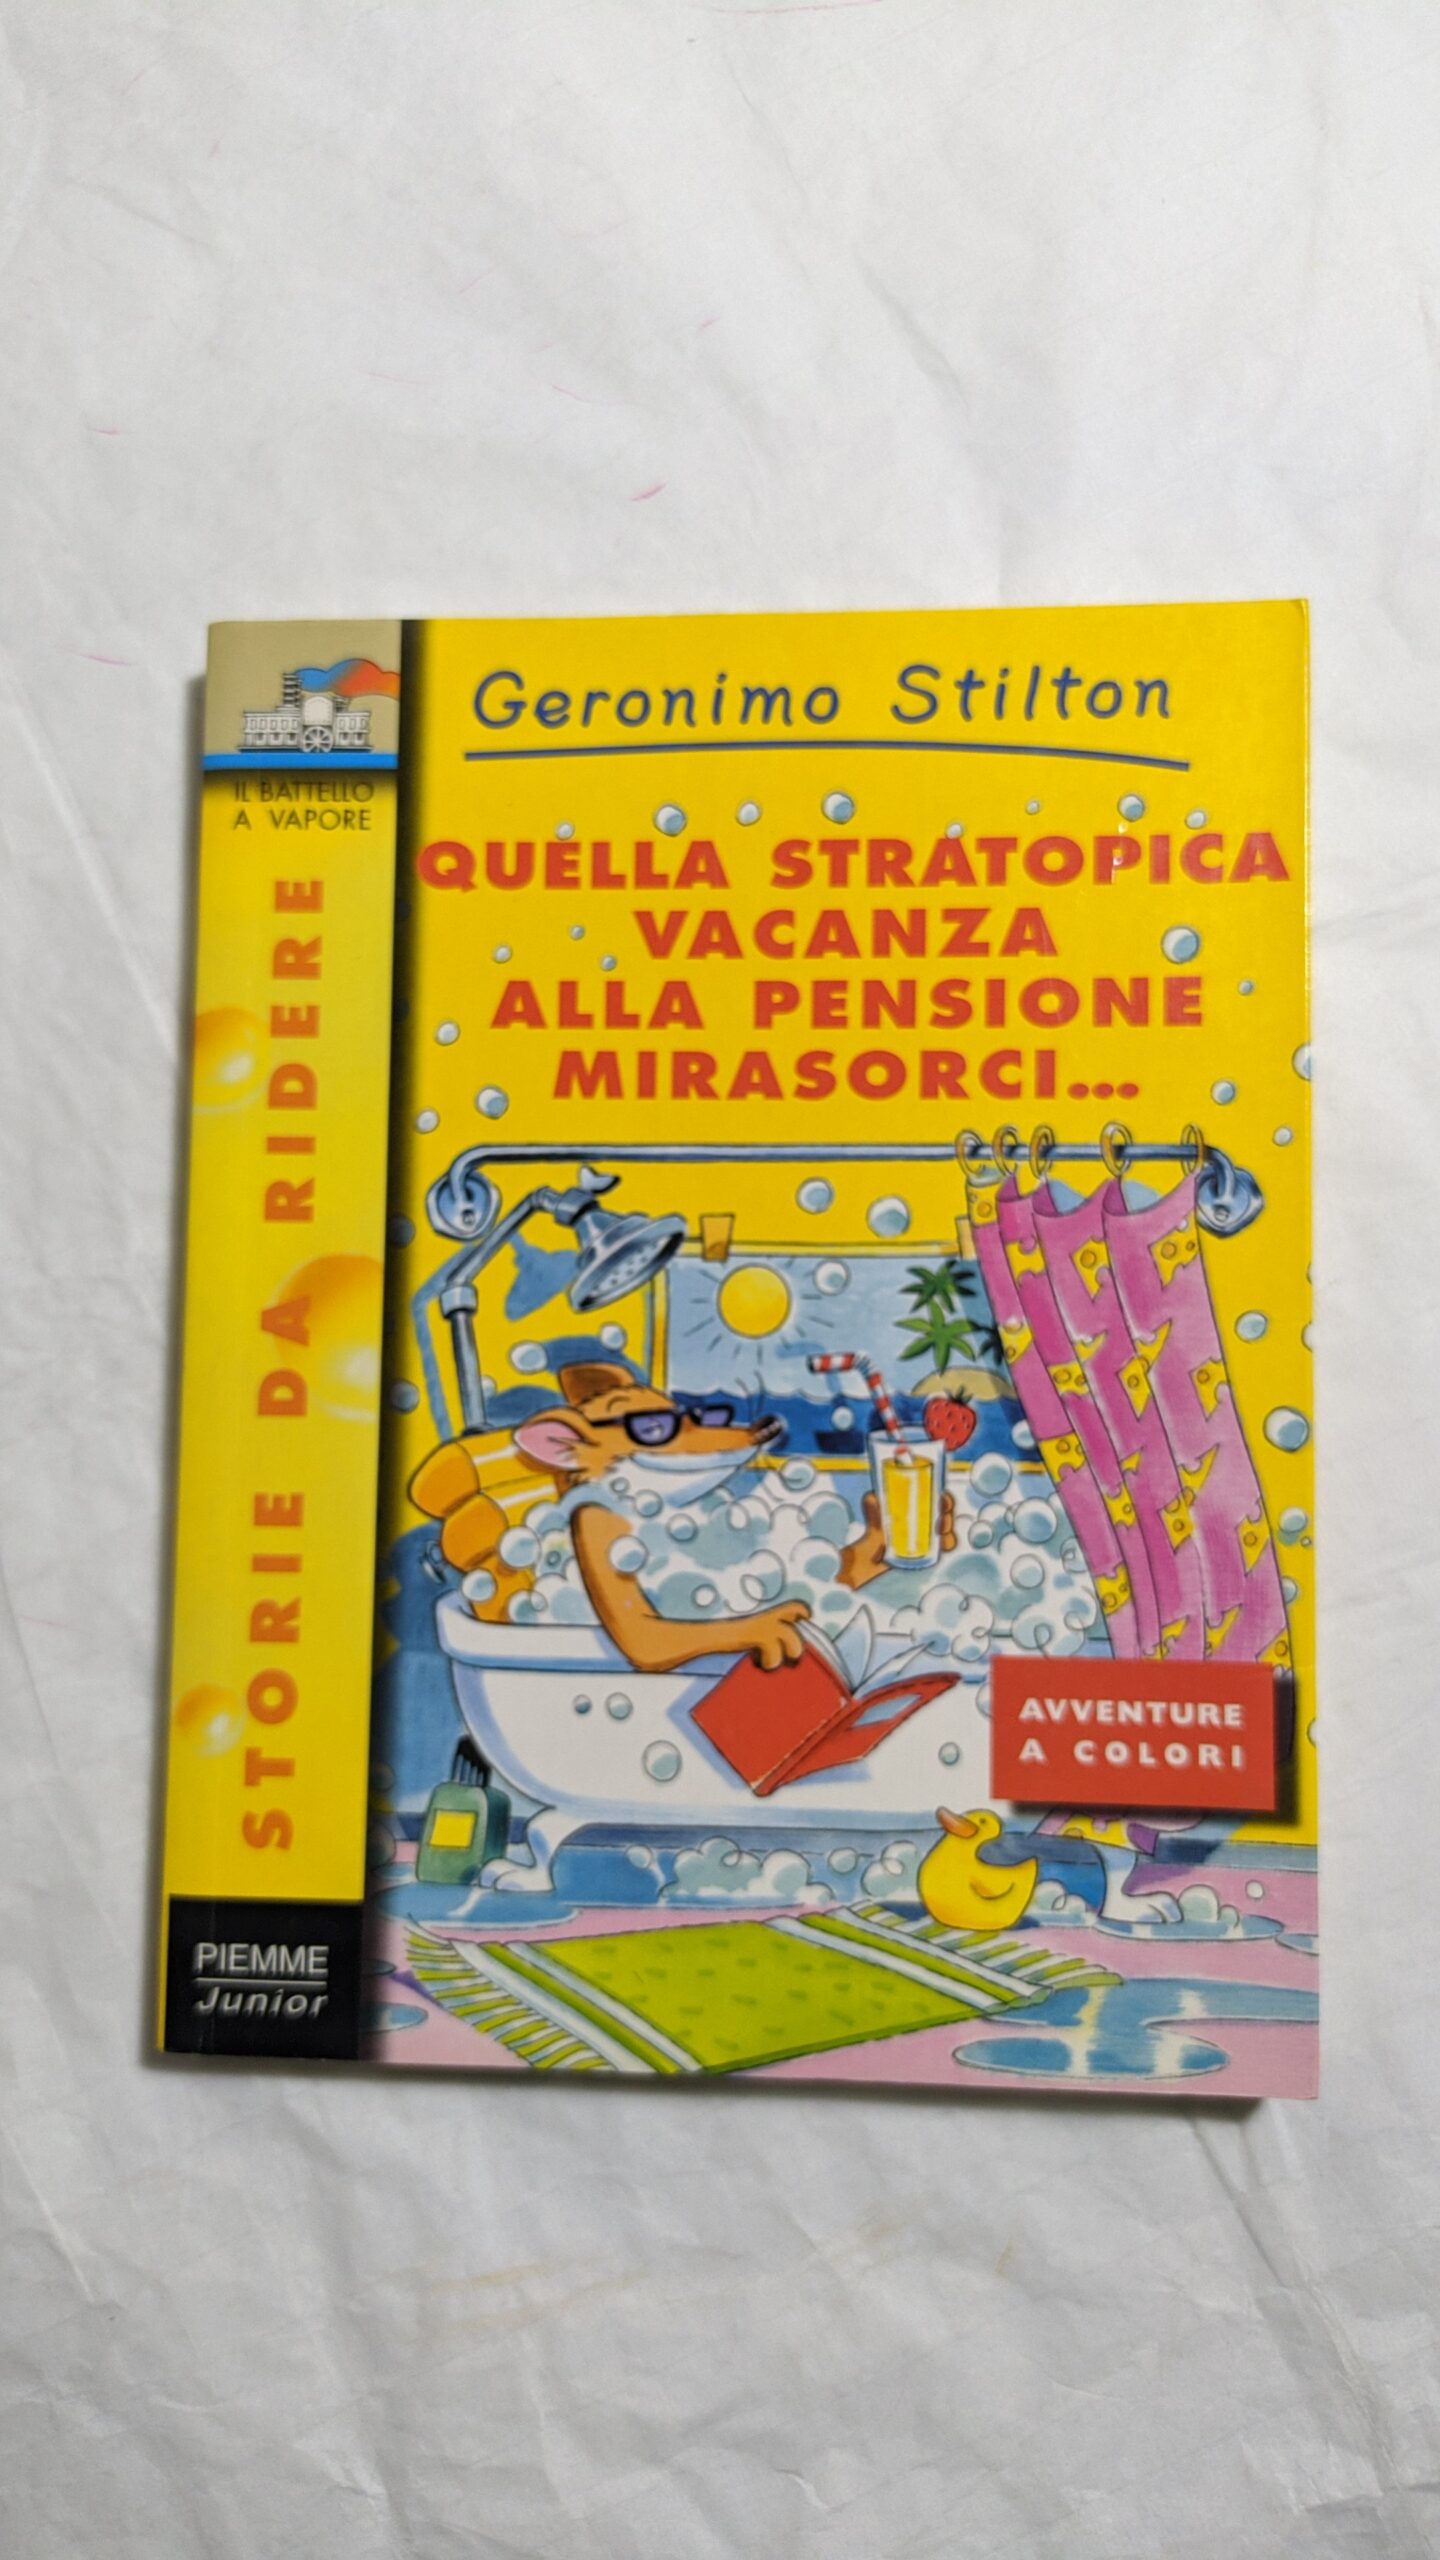 Geronimo Stilton
QUELLA STRATOPICA
VACANZA
ALLA PENSIONE
MIRASORCI...
IL BATTELLO
A VAPORE
STORIE DA RIDERE
AVVENTURE
A COLORI
PIEMME
Junior